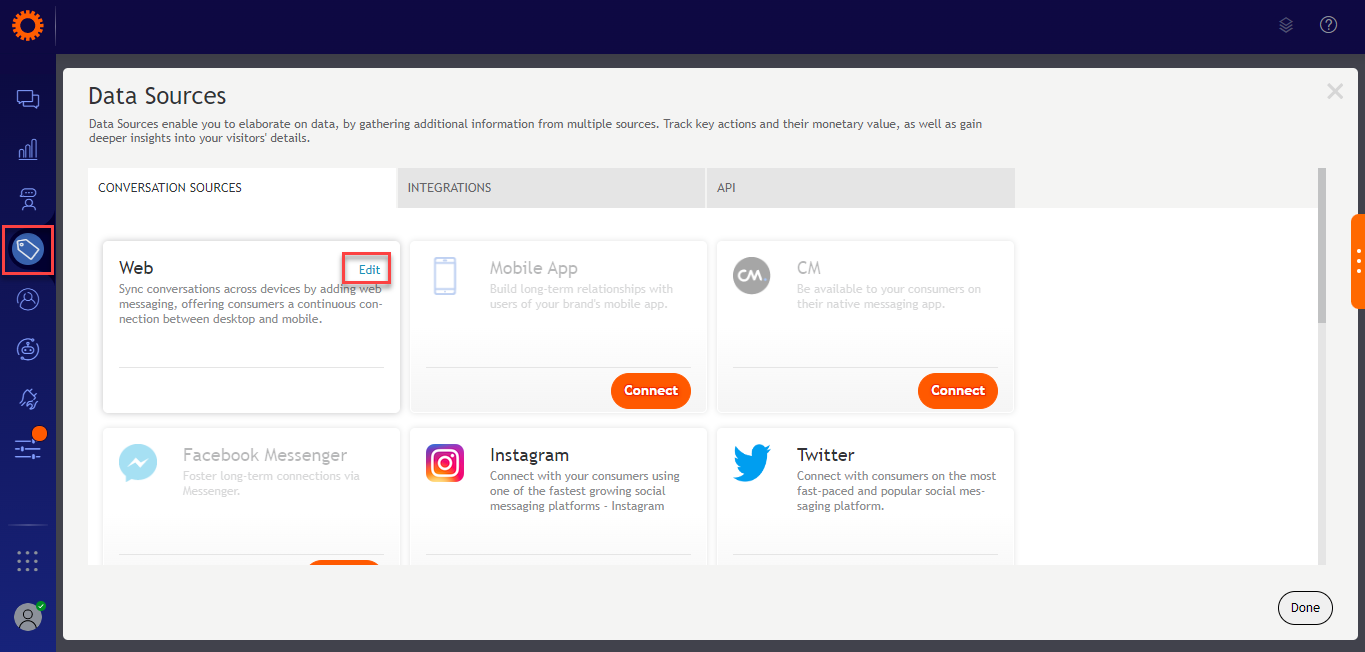 Data Sources
Data Sources enable you to elaborate on data, by gathering additional information from multiple sources. Track key actions and their monetary value, as well as gain
deeper insights into your visitors' details.
CONVERSATION SOURCES
INTEGRATIONS
API
Web
Edit
Sync conversations across devices by adding web
messaging, offering consumers a continuous con-
nection between desktop and mobile.
Mobile App
Build long-term relationships with
users of your brand's mobile app.
Connect
CM.
CM
Be available to your consumers on
their native messaging app.
Connect
Facebook Messenger
Foster long-term connections via
Messenger.
Instagram
Connect with your consumers using
one of the fastest growing social
messaging platforms - Instagram
Twitter
Connect with consumers on the most
fast-paced and popular social mes-
saging platform.
Done